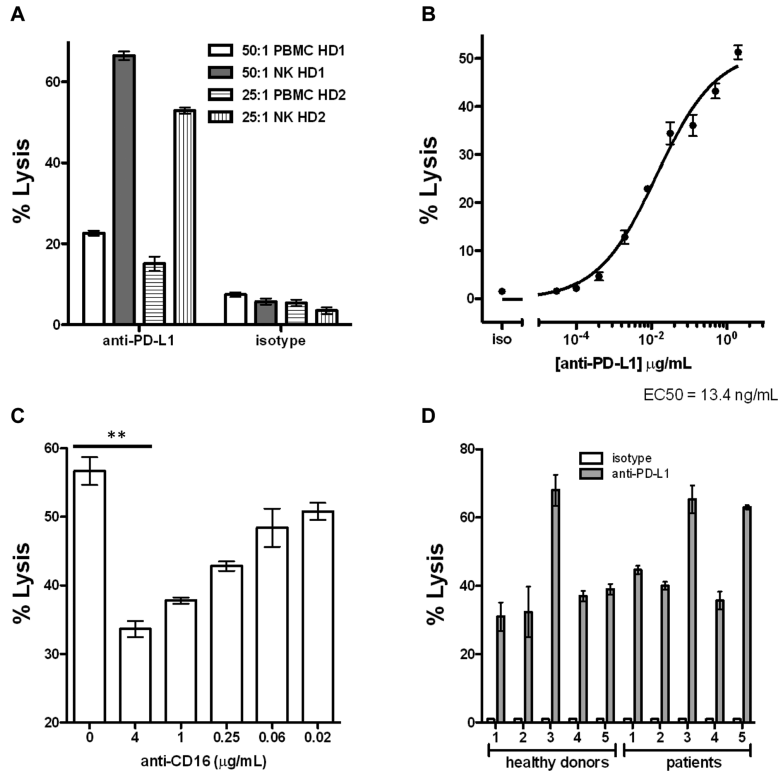 A
% Lysis
60
40
20
0
50:1 PBMC HD1
50:1 NK HD1
25:1 PBMC HD2
25:1 NK HD2
anti-PD-L1
isotype
B
% Lysis
50
40
30
20
10
0
iso
10⁻⁴
10⁻²
10⁰
[anti-PD-L1] μg/mL
EC50 = 13.4 ng/mL
C
**
% Lysis
60
50
40
30
20
0 4 1 0.25 0.06 0.02
anti-CD16 (μg/mL)
D
isotype
anti-PD-L1
% Lysis
80
60
40
20
0
1 2 3 4 5 1 2 3 4 5
healthy donors patients